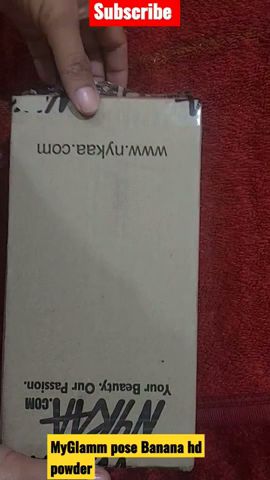 Subscribe
www.nykaa.com
Your Beauty. Our Passion.
NYKAA
.COM
MyGlamm pose Banana hd
powder